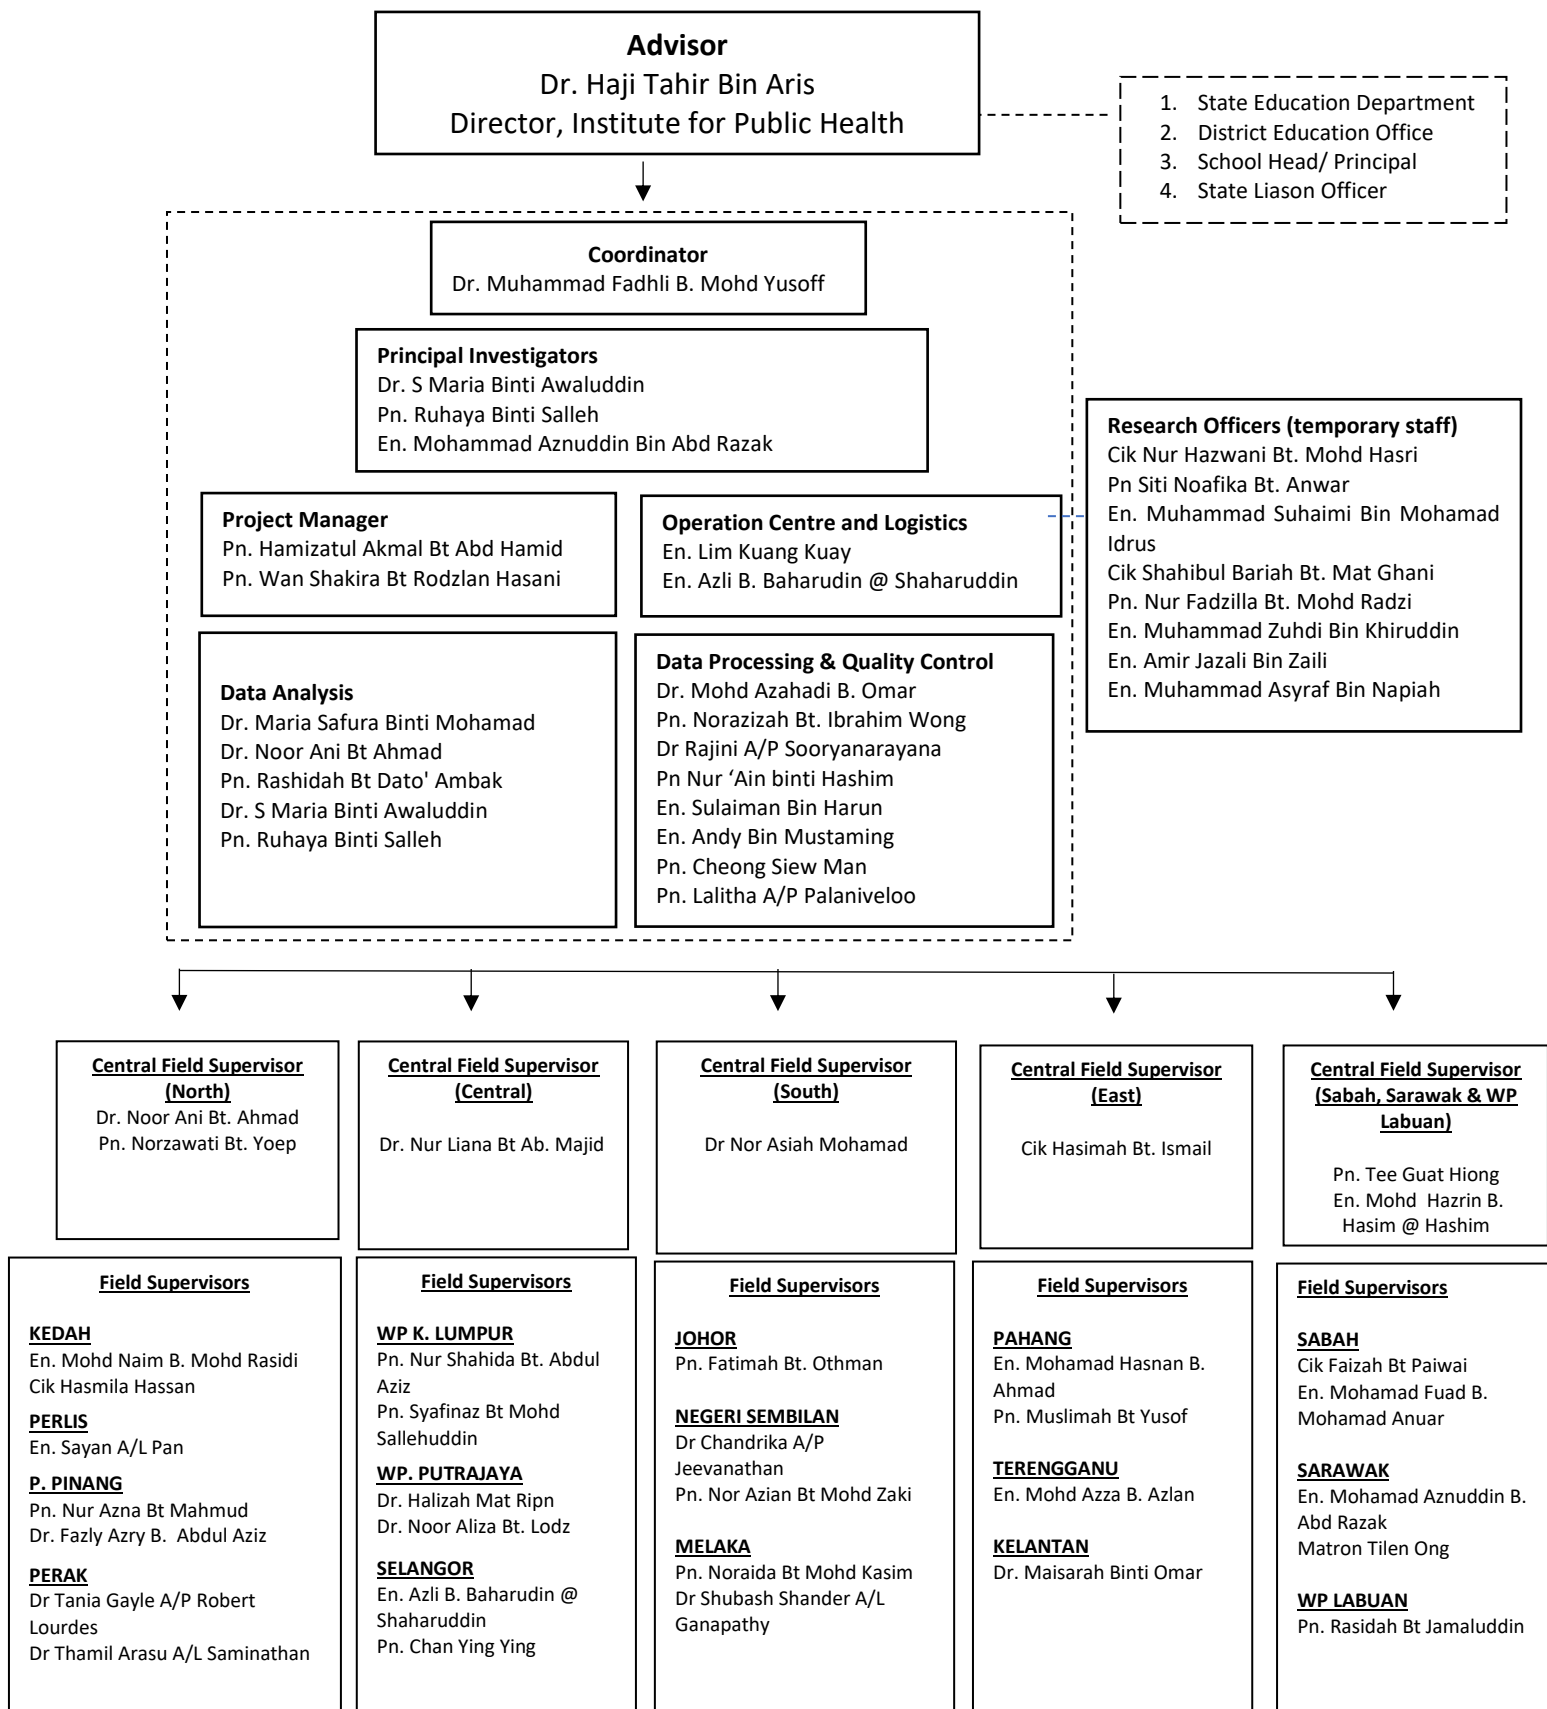 Advisor
Dr. Haji Tahir Bin Aris
Director, Institute for Public Health
1. State Education Department
2. District Education Office
3. School Head/ Principal
4. State Liason Officer
Coordinator
Dr. Muhammad Fadhli B. Mohd Yusoff
Principal Investigators
Dr. S Maria Binti Awaluddin
Pn. Ruhaya Binti Salleh
En. Mohammad Aznuddin Bin Abd Razak
Research Officers (temporary staff)
Cik Nur Hazwani Bt. Mohd Hasri
Pn Siti Noafika Bt. Anwar
En. Muhammad Suhaimi Bin Mohamad
Idrus
Cik Shahibul Bariah Bt. Mat Ghani
Pn. Nur Fadzilla Bt. Mohd Radzi
En. Muhammad Zuhdi Bin Khiruddin
En. Amir Jazali Bin Zaili
En. Muhammad Asyraf Bin Napiah
Project Manager
Pn. Hamizatul Akmal Bt Abd Hamid
Pn. Wan Shakira Bt Rodzlan Hasani
Operation Centre and Logistics
En. Lim Kuang Kuay
En. Azli B. Baharudin @ Shaharuddin
Data Analysis
Dr. Maria Safura Binti Mohamad
Dr. Noor Ani Bt Ahmad
Pn. Rashidah Bt Dato' Ambak
Dr. S Maria Binti Awaluddin
Pn. Ruhaya Binti Salleh
Data Processing & Quality Control
Dr. Mohd Azahadi B. Omar
Pn. Norazizah Bt. Ibrahim Wong
Dr Rajini A/P Sooryanarayana
Pn Nur ‘Ain binti Hashim
En. Sulaiman Bin Harun
En. Andy Bin Mustaming
Pn. Cheong Siew Man
Pn. Lalitha A/P Palaniveloo
Central Field Supervisor
(North)
Dr. Noor Ani Bt. Ahmad
Pn. Norzawati Bt. Yoep
Central Field Supervisor
(Central)
Dr. Nur Liana Bt Ab. Majid
Central Field Supervisor
(South)
Dr Nor Asiah Mohamad
Central Field Supervisor
(East)
Cik Hasimah Bt. Ismail
Central Field Supervisor
(Sabah, Sarawak & WP
Labuan)
Pn. Tee Guat Hiong
En. Mohd Hazrin B.
Hasim @ Hashim
Field Supervisors
KEDAH
En. Mohd Naim B. Mohd Rasidi
Cik Hasmila Hassan
PERLIS
En. Sayan A/L Pan
P. PINANG
Pn. Nur Azna Bt Mahmud
Dr. Fazly Azry B. Abdul Aziz
PERAK
Dr Tania Gayle A/P Robert
Lourdes
Dr Thamil Arasu A/L Saminathan
Field Supervisors
WP K. LUMPUR
Pn. Nur Shahida Bt. Abdul
Aziz
Pn. Syafinaz Bt Mohd
Sallehuddin
WP. PUTRAJAYA
Dr. Halizah Mat Ripn
Dr. Noor Aliza Bt. Lodz
SELANGOR
En. Azli B. Baharudin @
Shaharuddin
Pn. Chan Ying Ying
Field Supervisors
JOHOR
Pn. Fatimah Bt. Othman
NEGERI SEMBILAN
Dr Chandrika A/P
Jeevanathan
Pn. Nor Azian Bt Mohd Zaki
MELAKA
Pn. Noraida Bt Mohd Kasim
Dr Shubash Shander A/L
Ganapathy
Field Supervisors
PAHANG
En. Mohamad Hasnan B.
Ahmad
Pn. Muslimah Bt Yusof
TERENGGANU
En. Mohd Azza B. Azlan
KELANTAN
Dr. Maisarah Binti Omar
Field Supervisors
SABAH
Cik Faizah Bt Paiwai
En. Mohamad Fuad B.
Mohamad Anuar
SARAWAK
En. Mohamad Aznuddin B.
Abd Razak
Matron Tilen Ong
WP LABUAN
Pn. Rasidah Bt Jamaluddin